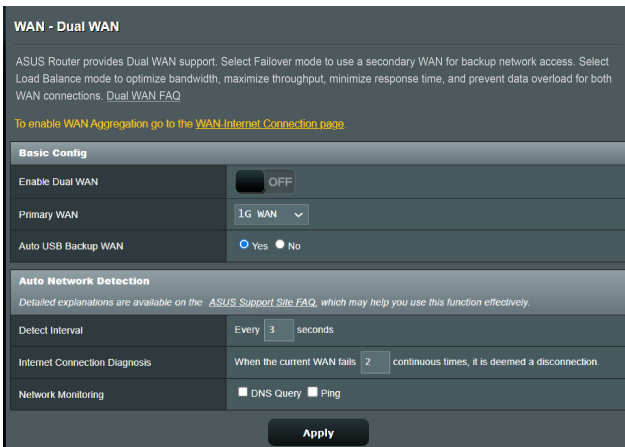 WAN - Dual WAN
ASUS Router provides Dual WAN support. Select Failover mode to use a secondary WAN for backup network access. Select
Load Balance mode to optimize bandwidth, maximize throughput, minimize response time, and prevent data overload for both
WAN connections. Dual WAN FAQ
To enable WAN Aggregation go to the WAN-Internet Connection page.
Basic Config
Enable Dual WAN OFF
Primary WAN 1G WAN
Auto USB Backup WAN Yes No
Auto Network Detection
Detailed explanations are available on the ASUS Support Site FAQ, which may help you use this function effectively.
Detect Interval Every 3 seconds
Internet Connection Diagnosis When the current WAN fails 2 continuous times, it is deemed a disconnection.
Network Monitoring DNS Query Ping
Apply